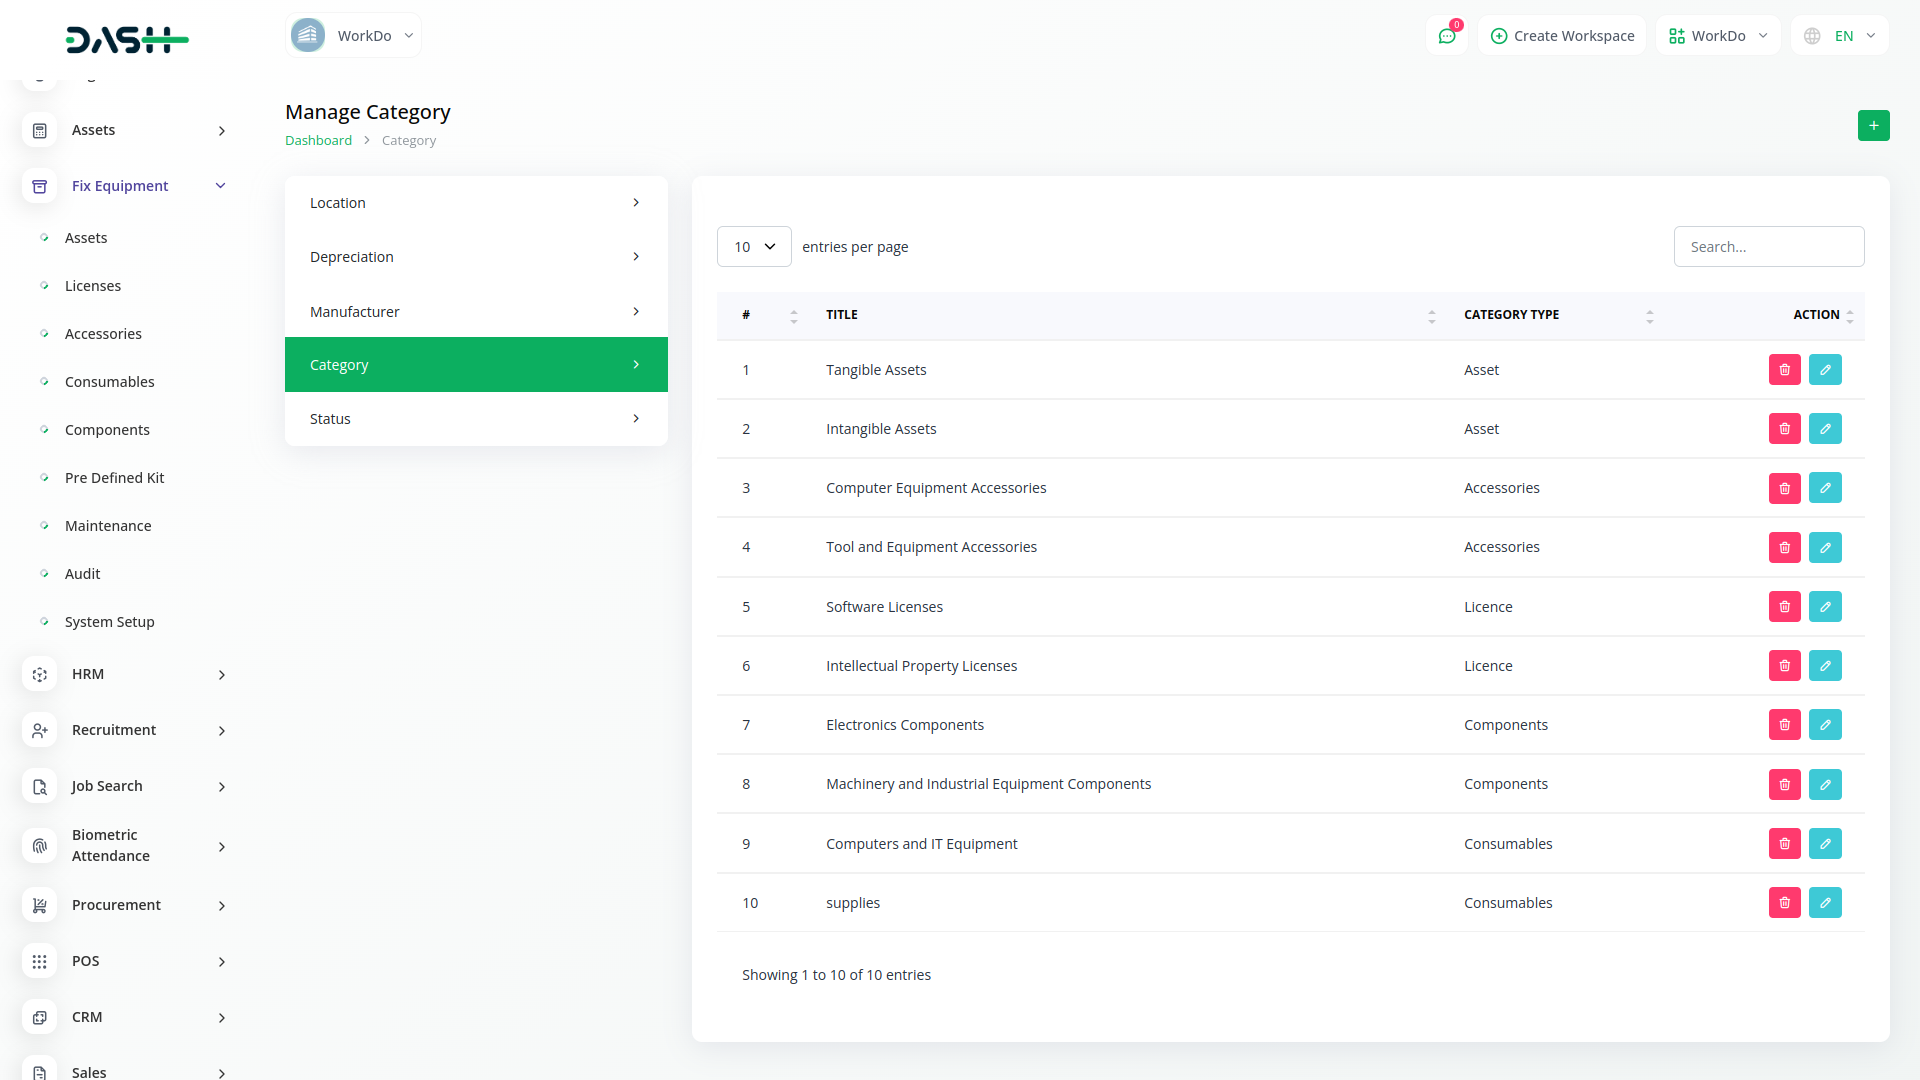 DASH
WorkDo
0
Create Workspace
WorkDo
EN
Assets
Fix Equipment
Assets
Licenses
Accessories
Consumables
Components
Pre Defined Kit
Maintenance
Audit
System Setup
HRM
Recruitment
Job Search
Biometric
Attendance
Procurement
POS
CRM
Sales
Manage Category
Dashboard > Category
+
Location
Depreciation
Manufacturer
Category
Status
10 entries per page
Search...
# TITLE CATEGORY TYPE ACTION
1 Tangible Assets Asset
2 Intangible Assets Asset
3 Computer Equipment Accessories Accessories
4 Tool and Equipment Accessories Accessories
5 Software Licenses Licence
6 Intellectual Property Licenses Licence
7 Electronics Components Components
8 Machinery and Industrial Equipment Components Components
9 Computers and IT Equipment Consumables
10 supplies Consumables
Showing 1 to 10 of 10 entries